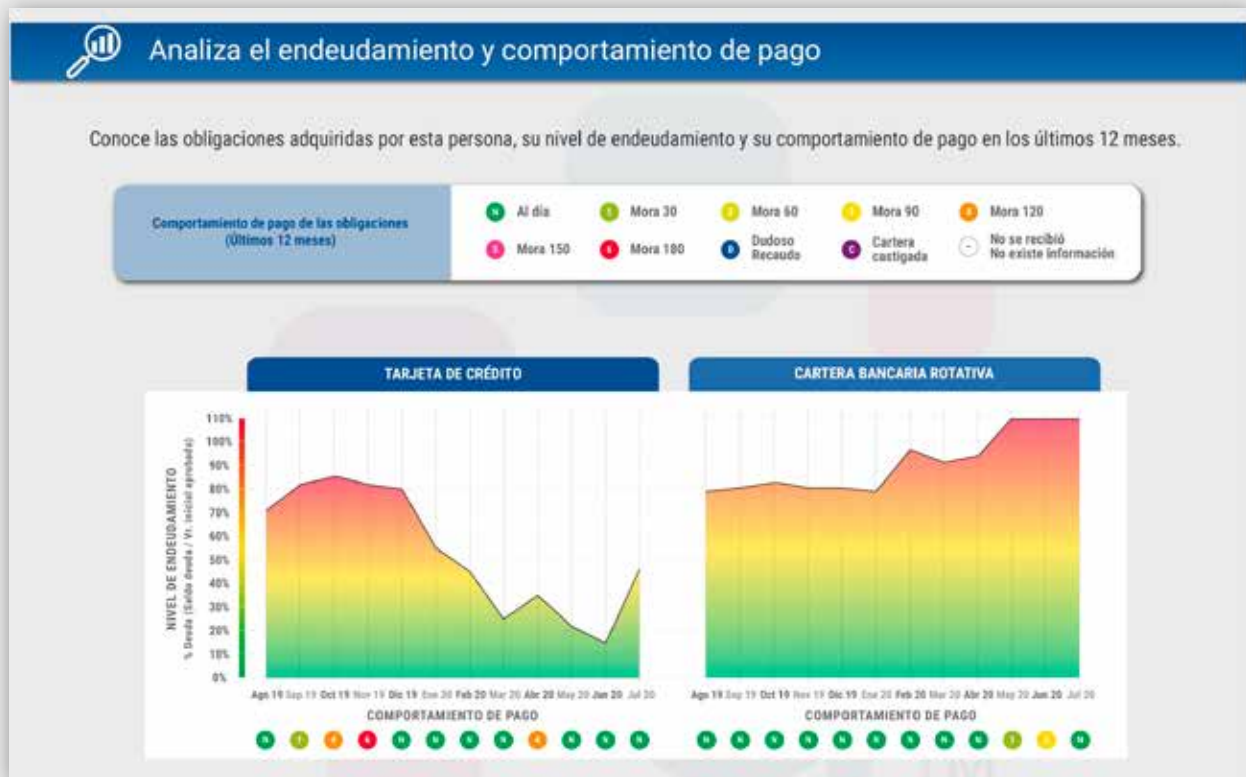 Analiza el endeudamiento y comportamiento de pago
Conoce las obligaciones adquiridas por esta persona, su nivel de endeudamiento y su comportamiento de pago en los últimos 12 meses.
Comportamiento de pago de las obligaciones
(Últimos 12 meses)
N Al día
1 Mora 30
Mora 60
Mora 90
Mora 120
Mora 150
6 Mora 180
D Dudoso
Recaudo
C Cartera
castigada
- No se recibió
No existe información
TARJETA DE CRÉDITO
NIVEL DE ENDEUDAMIENTO
% Deuda (Saldo deuda / Vr. inicial aprobado)
110%
100%
90%
80%
70%
60%
50%
40%
30%
20%
10%
0%
Ago 19 Sep 19 Oct 19 Nov 19 Dic 19 Ene 20 Feb 20 Mar 20 Abr 20 May 20 Jun 20 Jul 20
COMPORTAMIENTO DE PAGO
N 1 4 6 N N N N 4 N N N
CARTERA BANCARIA ROTATIVA
Ago 19 Sep 19 Oct 19 Nov 19 Dic 19 Ene 20 Feb 20 Mar 20 Abr 20 May 20 Jun 20 Jul 20
COMPORTAMIENTO DE PAGO
N N N N N N N N N 1 N